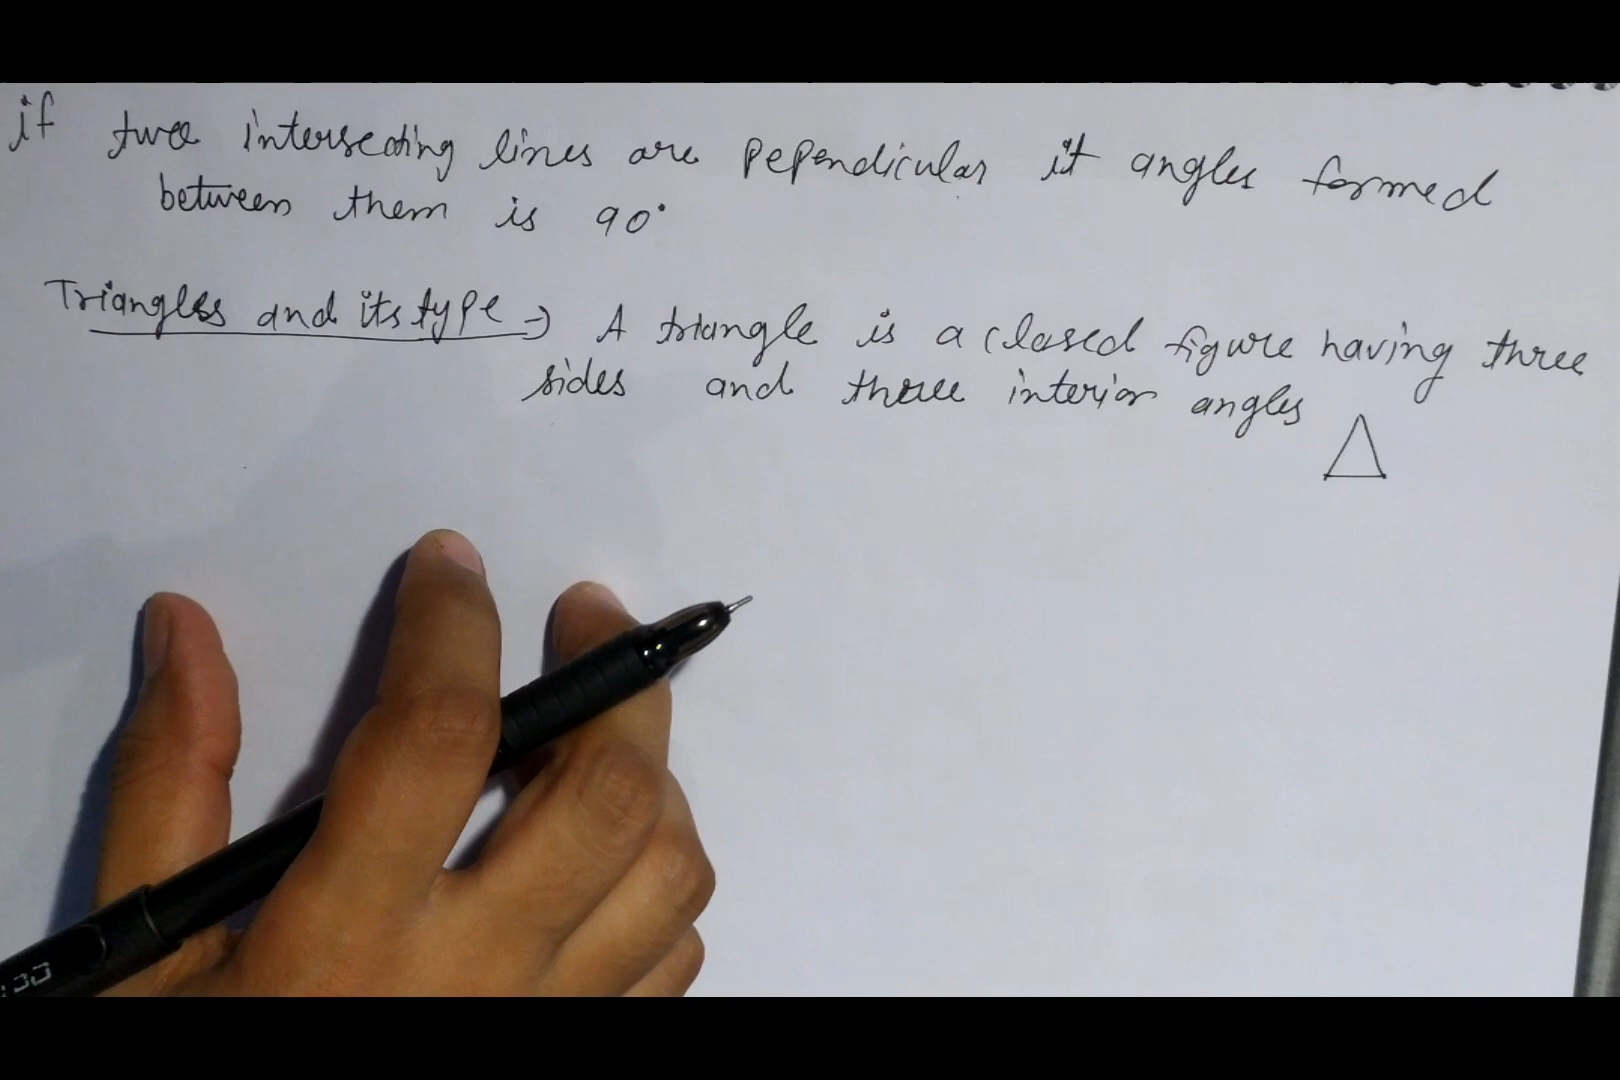 if two intersecting lines are pependicular it angles formed
between them is 90°
Triangles and its type → A triangle is a closed figure having three
sides and three interior angles